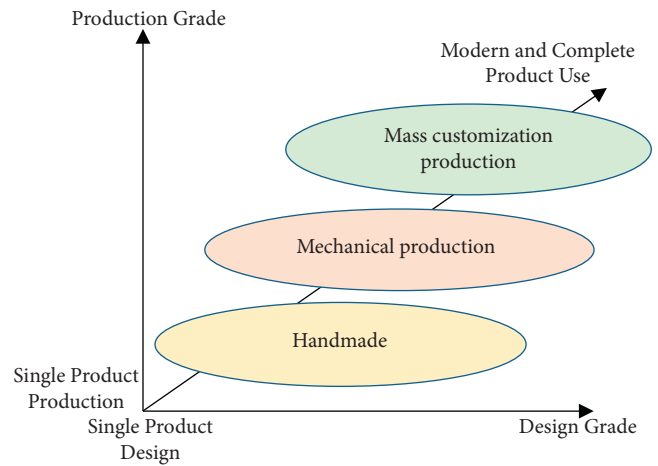 Production Grade
Modern and Complete
Product Use
Mass customization
production
Mechanical production
Handmade
Single Product
Production
Single Product
Design
Design Grade